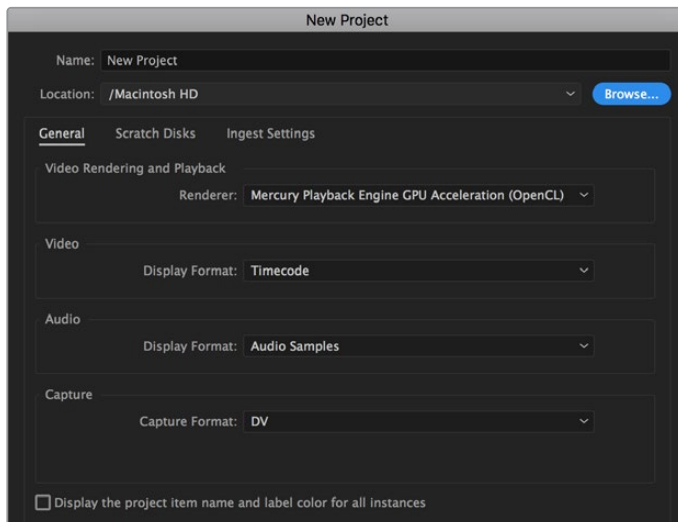 New Project
Name: New Project
Location: /Macintosh HD Browse...
General Scratch Disks Ingest Settings
Video Rendering and Playback
Renderer: Mercury Playback Engine GPU Acceleration (OpenCL)
Video
Display Format: Timecode
Audio
Display Format: Audio Samples
Capture
Capture Format: DV
Display the project item name and label color for all instances